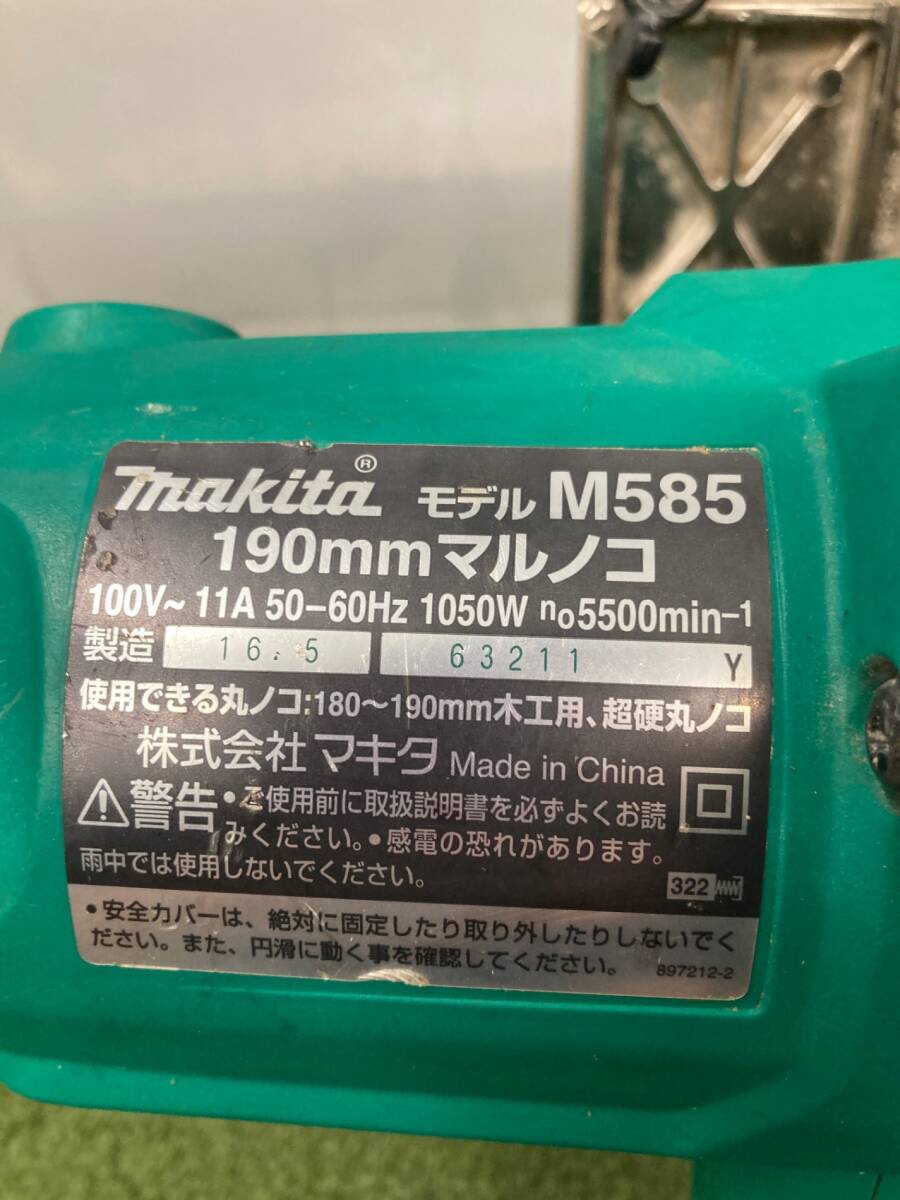 makita® モデル M585
190mmマルノコ
100V~ 11A 50-60Hz 1050W no5500min-1
製造 16.5 63211 Y
使用できる丸ノコ:180～190mm木工用、超硬丸ノコ
株式会社 マキタ Made in China
警告 •ご使用前に取扱説明書を必ずよくお読
みください。•感電の恐れがあります。
雨中では使用しないでください。
322
•安全カバーは、絶対に固定したり取り外したりしないでく
ださい。また、円滑に動く事を確認してください。
897212-2